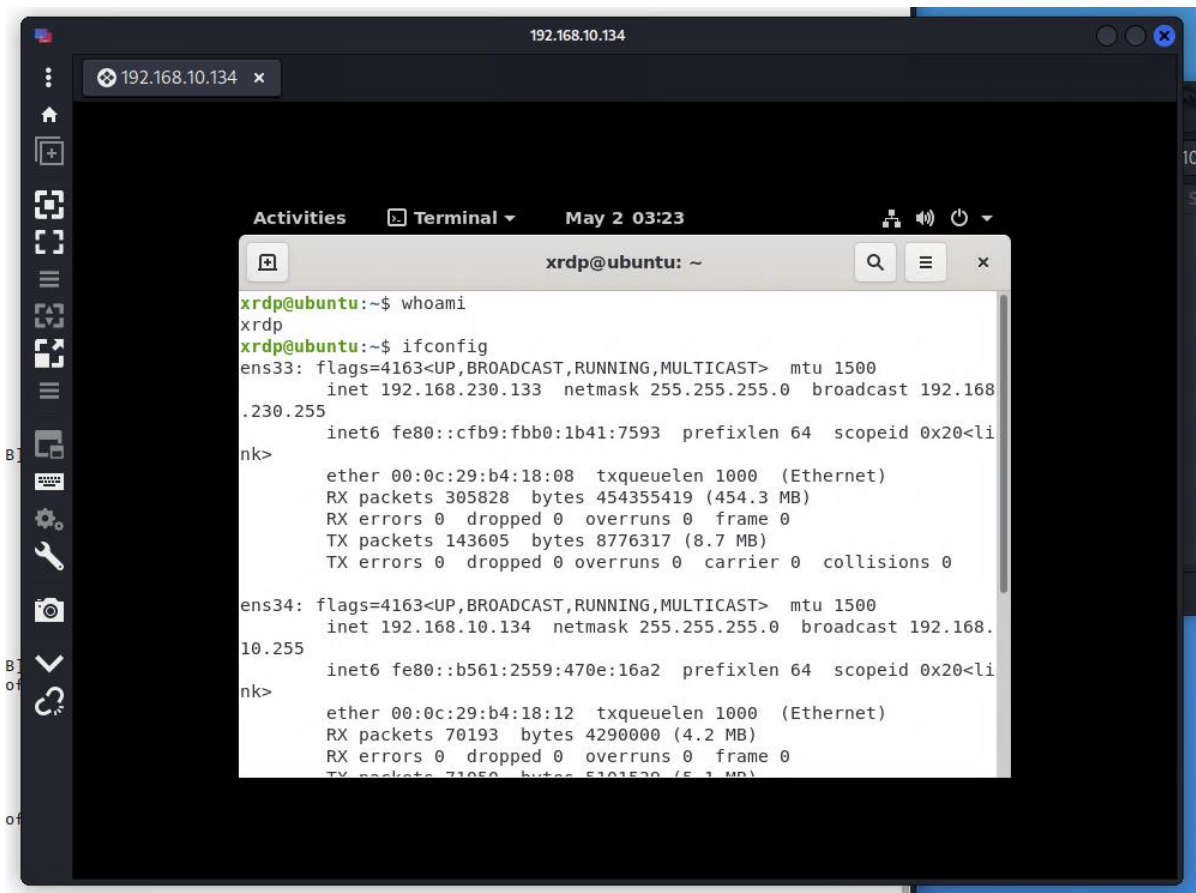 192.168.10.134
192.168.10.134 ×
10
S
Activities Terminal May 2 03:23
xrdp@ubuntu: ~
xrdp@ubuntu:~$ whoami
xrdp
xrdp@ubuntu:~$ ifconfig
ens33: flags=4163<UP,BROADCAST,RUNNING,MULTICAST> mtu 1500
inet 192.168.230.133 netmask 255.255.255.0 broadcast 192.168
.230.255
inet6 fe80::cfb9:fbb0:1b41:7593 prefixlen 64 scopeid 0x20<li
nk>
ether 00:0c:29:b4:18:08 txqueuelen 1000 (Ethernet)
RX packets 305828 bytes 454355419 (454.3 MB)
RX errors 0 dropped 0 overruns 0 frame 0
TX packets 143605 bytes 8776317 (8.7 MB)
TX errors 0 dropped 0 overruns 0 carrier 0 collisions 0
ens34: flags=4163<UP,BROADCAST,RUNNING,MULTICAST> mtu 1500
inet 192.168.10.134 netmask 255.255.255.0 broadcast 192.168.
10.255
inet6 fe80::b561:2559:470e:16a2 prefixlen 64 scopeid 0x20<li
nk>
ether 00:0c:29:b4:18:12 txqueuelen 1000 (Ethernet)
RX packets 70193 bytes 4290000 (4.2 MB)
RX errors 0 dropped 0 overruns 0 frame 0
TX packets
B]
B]
of
of